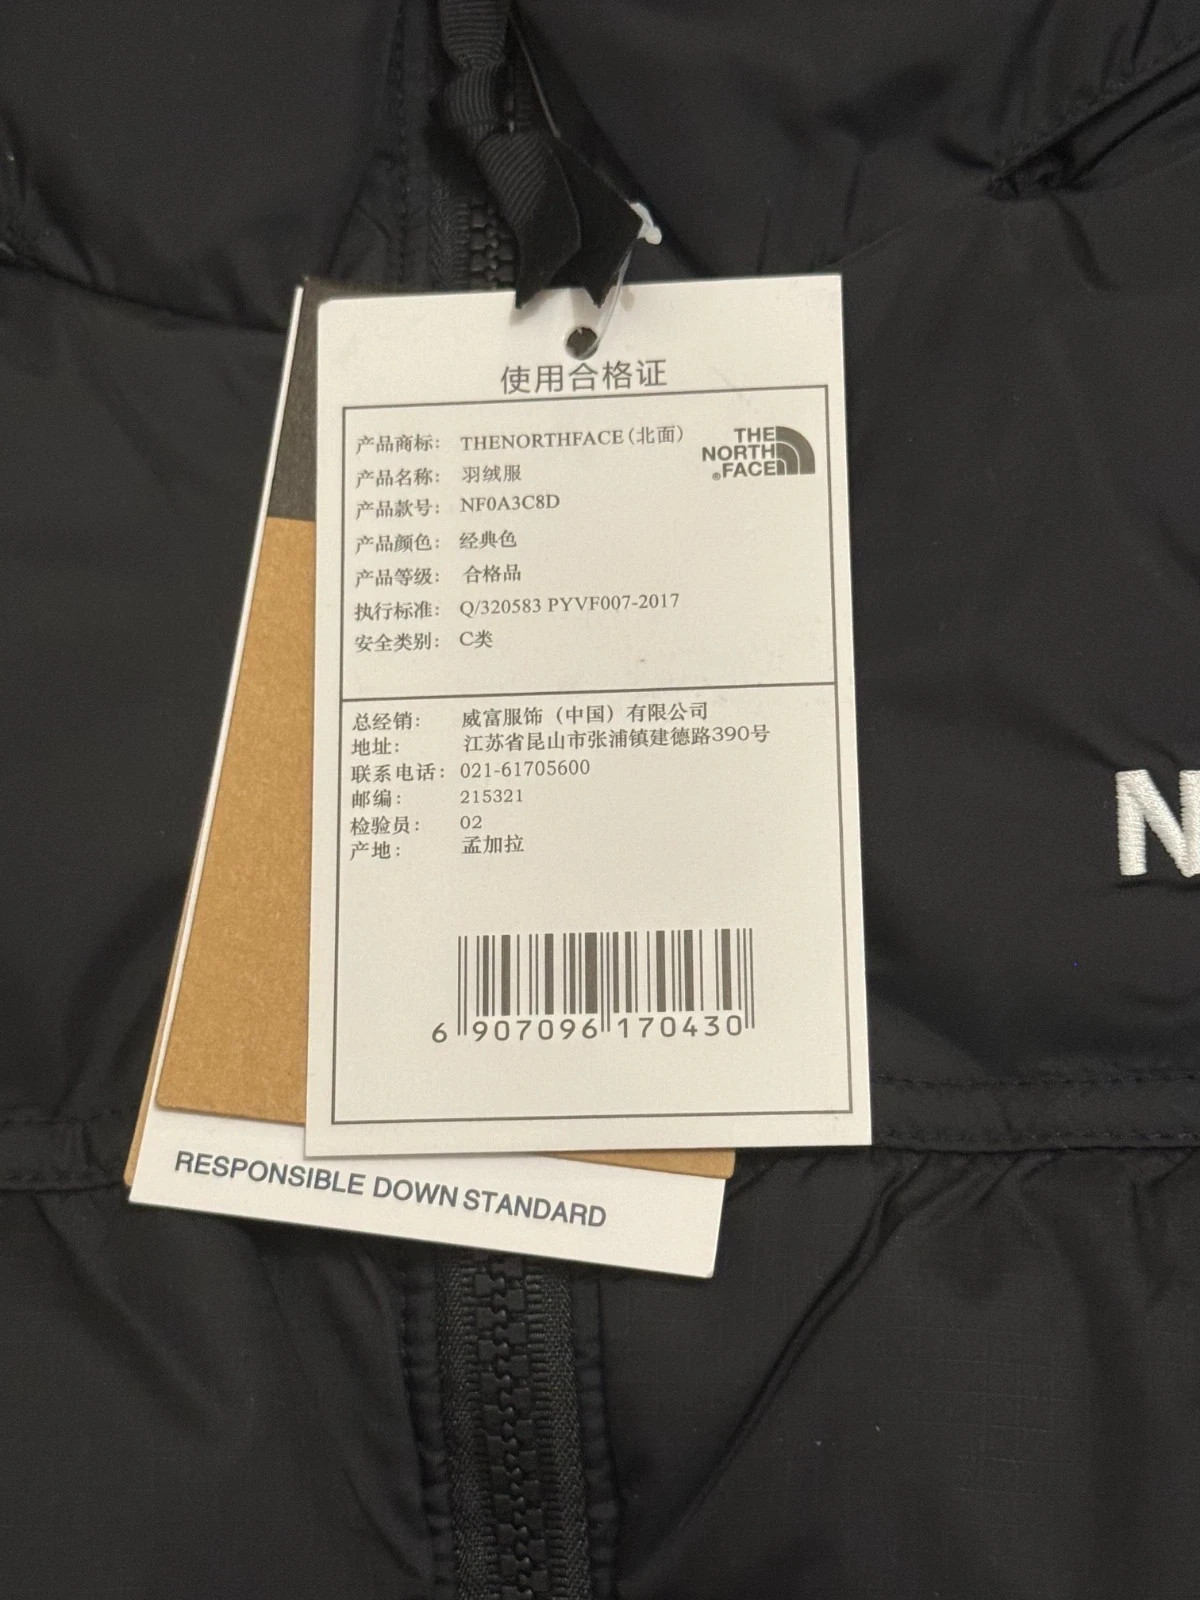 使用合格证
产品商标: THENORTHFACE(北面)
THE
NORTH
®FACE
产品名称: 羽绒服
产品款号: NF0A3C8D
产品颜色: 经典色
产品等级: 合格品
执行标准: Q/320583 PYVF007-2017
安全类别: C类
总经销: 威富服饰（中国）有限公司
地址: 江苏省昆山市张浦镇建德路390号
联系电话: 021-61705600
邮编: 215321
检验员: 02
产地: 孟加拉
6 907096 170430
RESPONSIBLE DOWN STANDARD
N